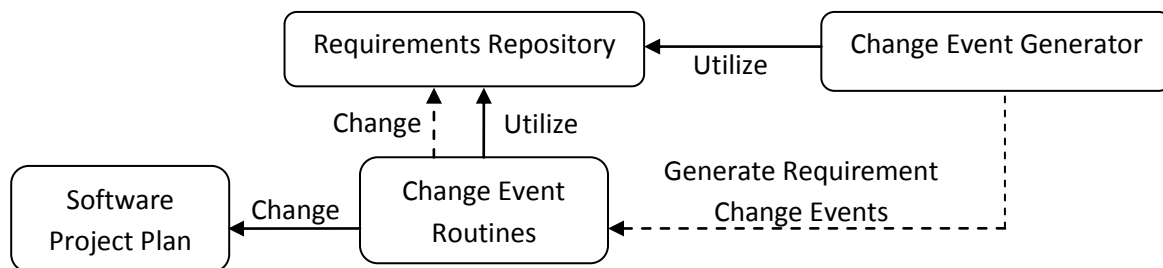 Requirements Repository
Change Event Generator
Utilize
Change
Utilize
Generate Requirement
Change Events
Software
Project Plan
Change
Change Event
Routines